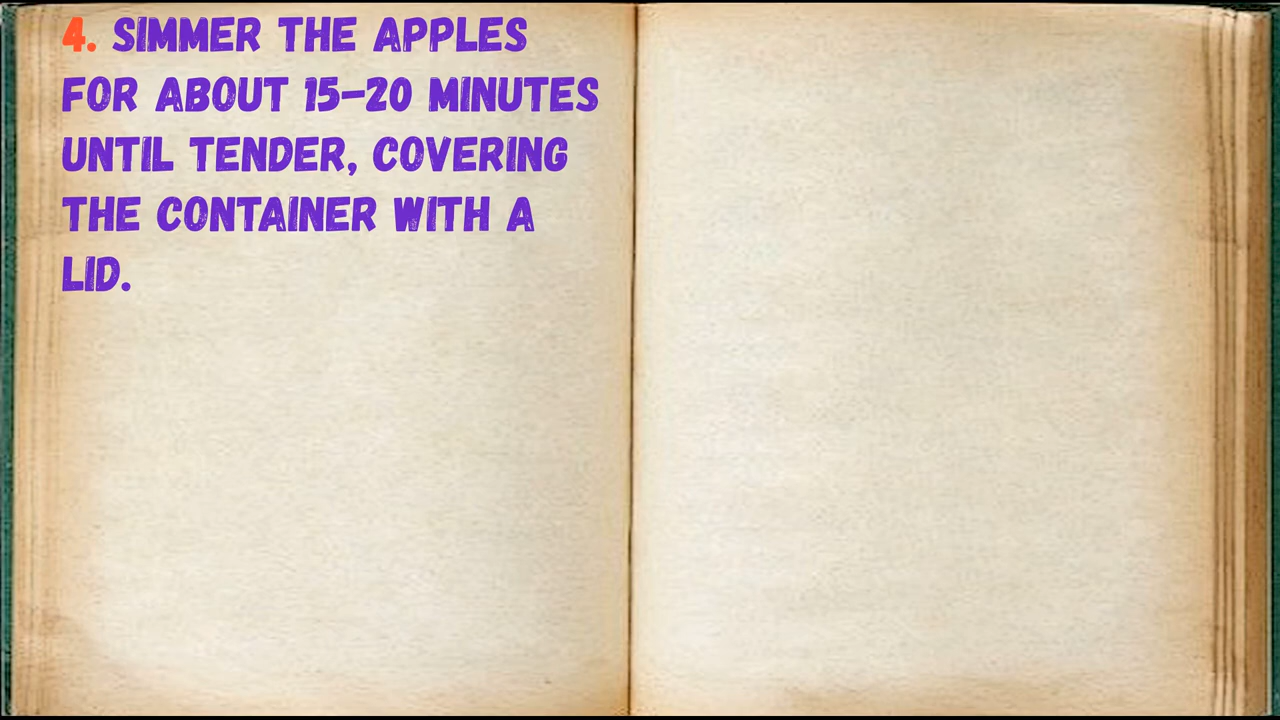 4. SIMMER THE APPLES
FOR ABOUT 15-20 MINUTES
UNTIL TENDER, COVERING
THE CONTAINER WITH A
LID.